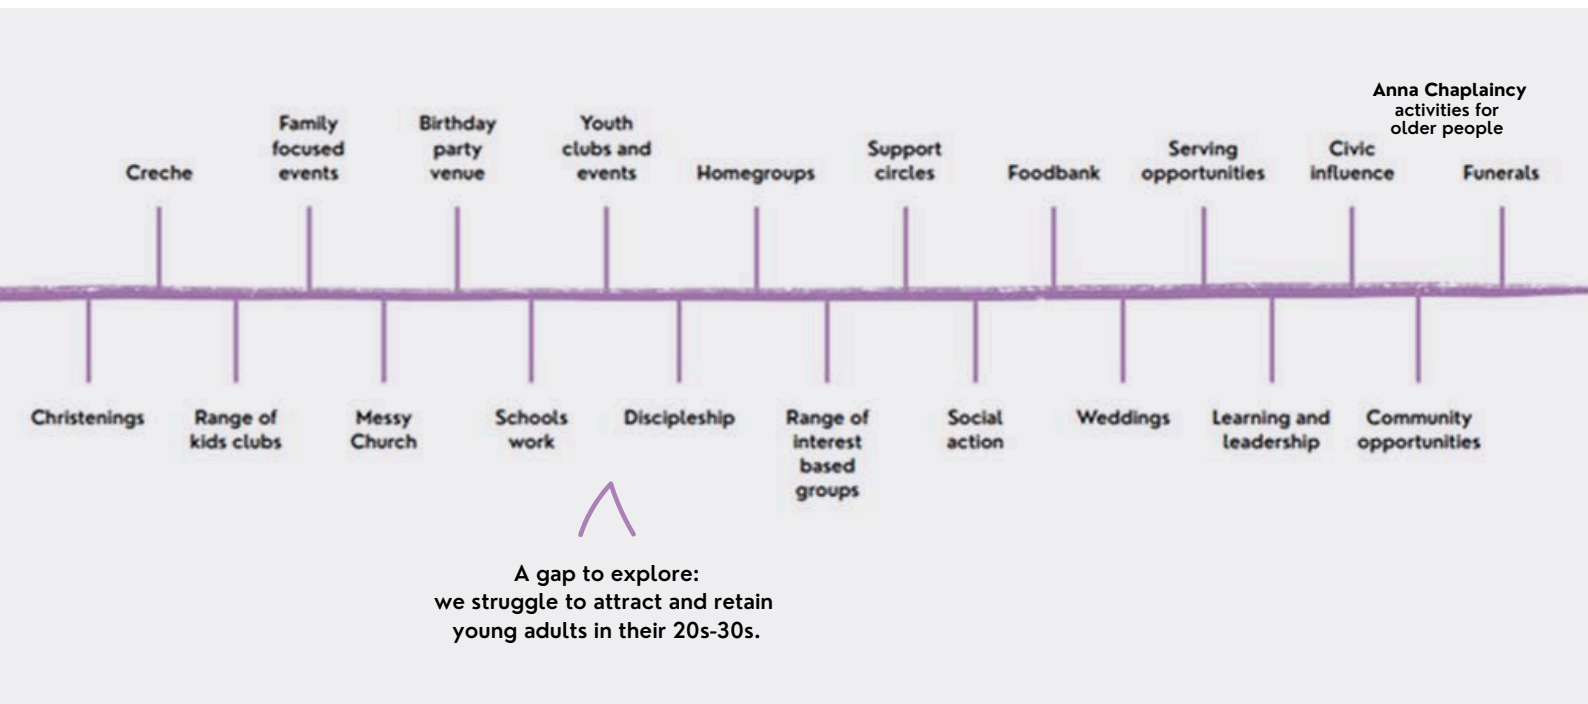 Anna Chaplaincy
activities for
older people
Creche
Family
focused
events
Birthday
party
venue
Youth
clubs and
events
Homegroups
Support
circles
Foodbank
Serving
opportunities
Civic
influence
Funerals
Christenings
Range of
kids clubs
Messy
Church
Schools
work
Discipleship
Range of
interest
based
groups
Social
action
Weddings
Learning and
leadership
Community
opportunities
A gap to explore:
we struggle to attract and retain
young adults in their 20s-30s.